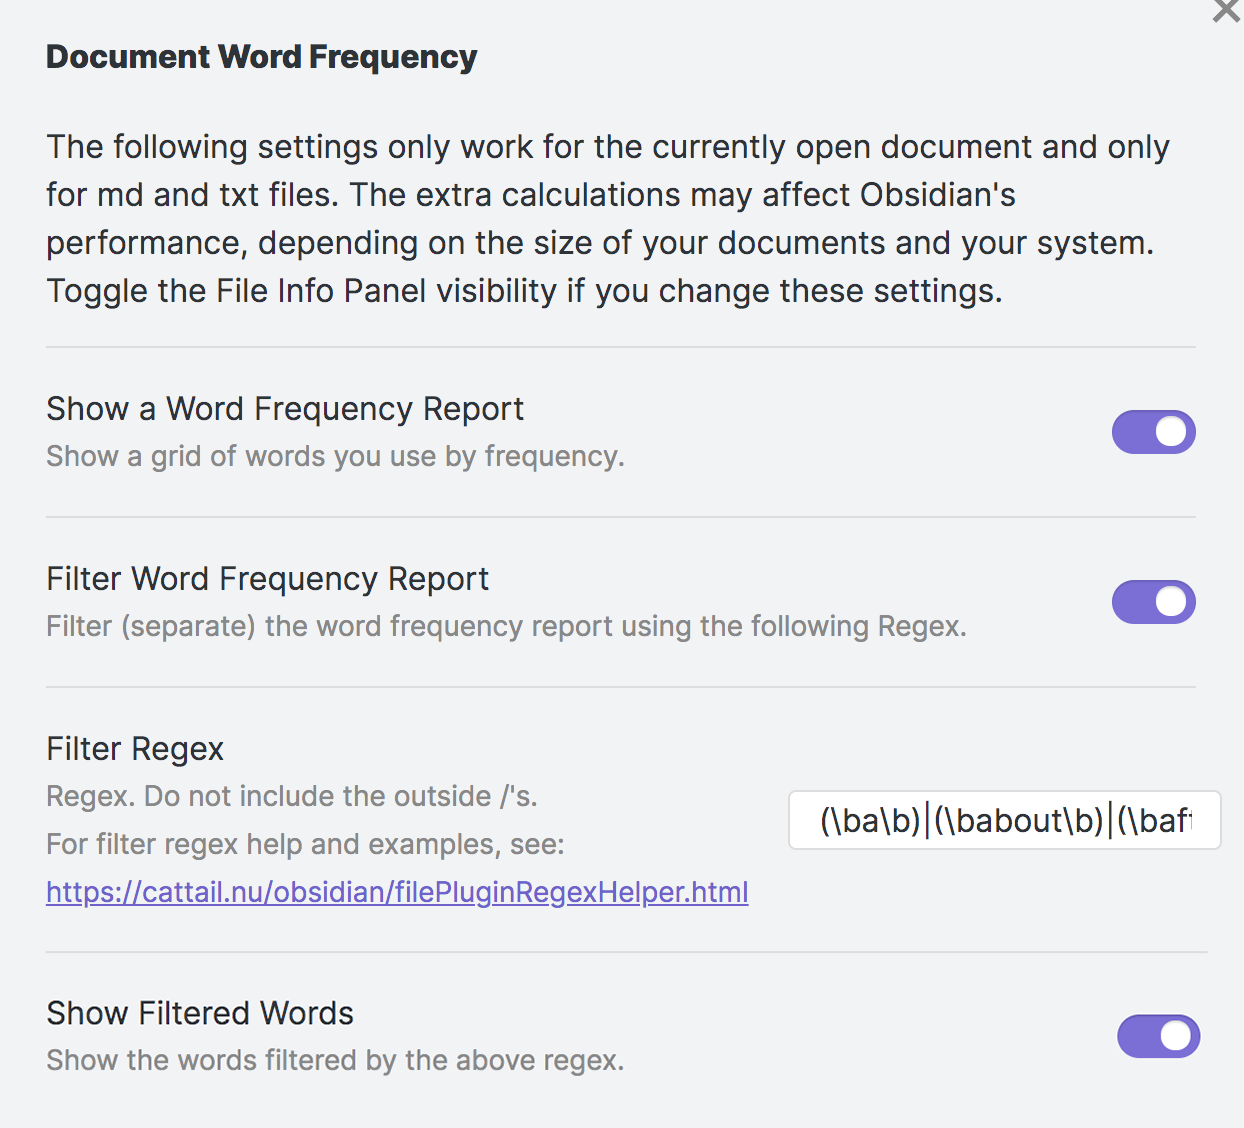 Document Word Frequency
The following settings only work for the currently open document and only
for md and txt files. The extra calculations may affect Obsidian's
performance, depending on the size of your documents and your system.
Toggle the File Info Panel visibility if you change these settings.
Show a Word Frequency Report
Show a grid of words you use by frequency.
Filter Word Frequency Report
Filter (separate) the word frequency report using the following Regex.
Filter Regex
Regex. Do not include the outside /'s.
For filter regex help and examples, see:
https://cattail.nu/obsidian/filePluginRegexHelper.html
(\ba\b)|(\babout\b)|(\baft
Show Filtered Words
Show the words filtered by the above regex.